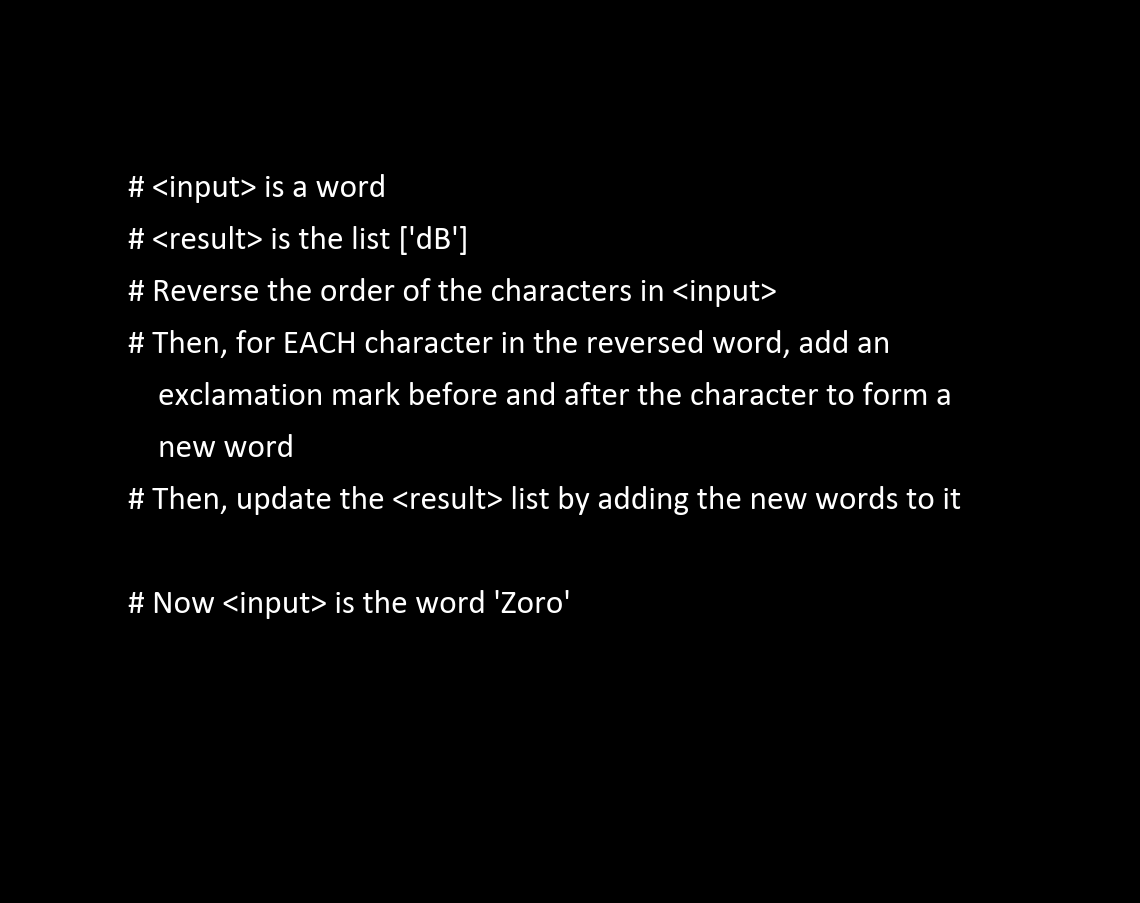 # <input> is a word
# <result> is the list ['dB']
# Reverse the order of the characters in <input>
# Then, for EACH character in the reversed word, add an
exclamation mark before and after the character to form a
new word
# Then, update the <result> list by adding the new words to it
# Now <input> is the word 'Zoro'